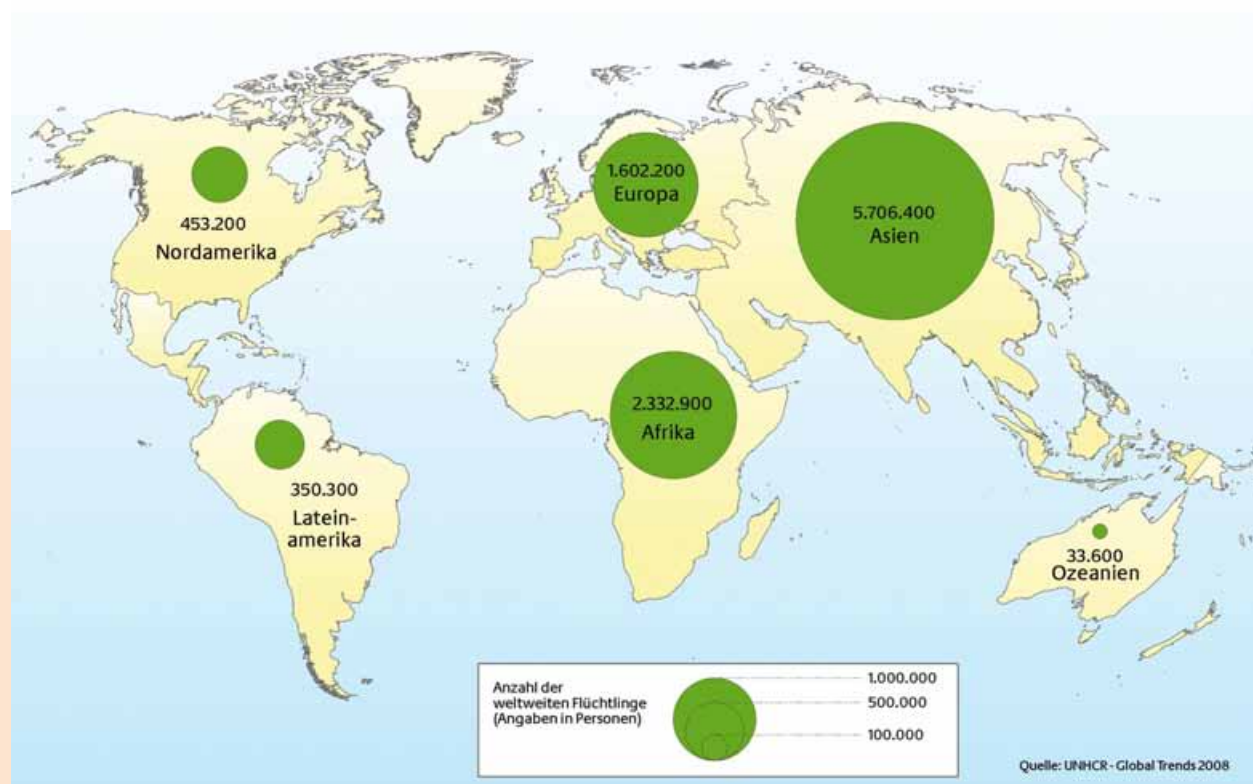 453.200
Nordamerika
1.602.200
Europa
5.706.400
Asien
2.332.900
Afrika
350.300
Latein-
amerika
33.600
Ozeanien
Anzahl der
weltweiten Flüchtlinge
(Angaben in Personen)
1.000.000
500.000
100.000
Quelle: UNHCR - Global Trends 2008